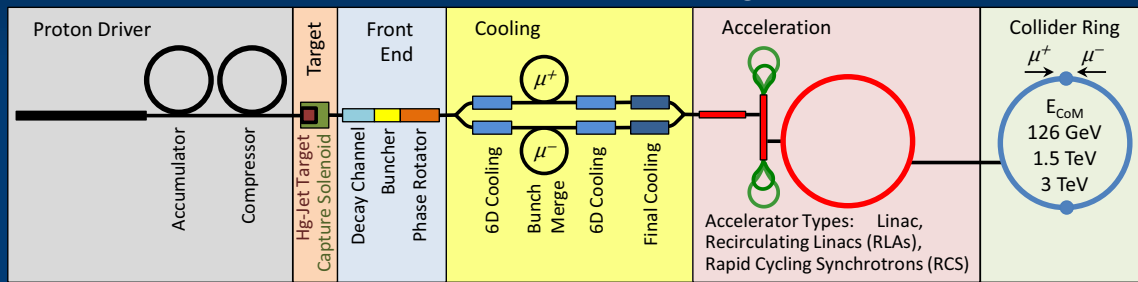 Proton Driver
Accumulator
Compressor
Target
Hg-Jet Target
Capture Solenoid
Front
End
Decay Channel
Buncher
Phase Rotator
Cooling
μ+
μ−
6D Cooling
Bunch
Merge
6D Cooling
Final Cooling
Acceleration
Accelerator Types: Linac,
Recirculating Linacs (RLAs),
Rapid Cycling Synchrotrons (RCS)
Collider Ring
μ+ μ−
ECoM
126 GeV
1.5 TeV
3 TeV